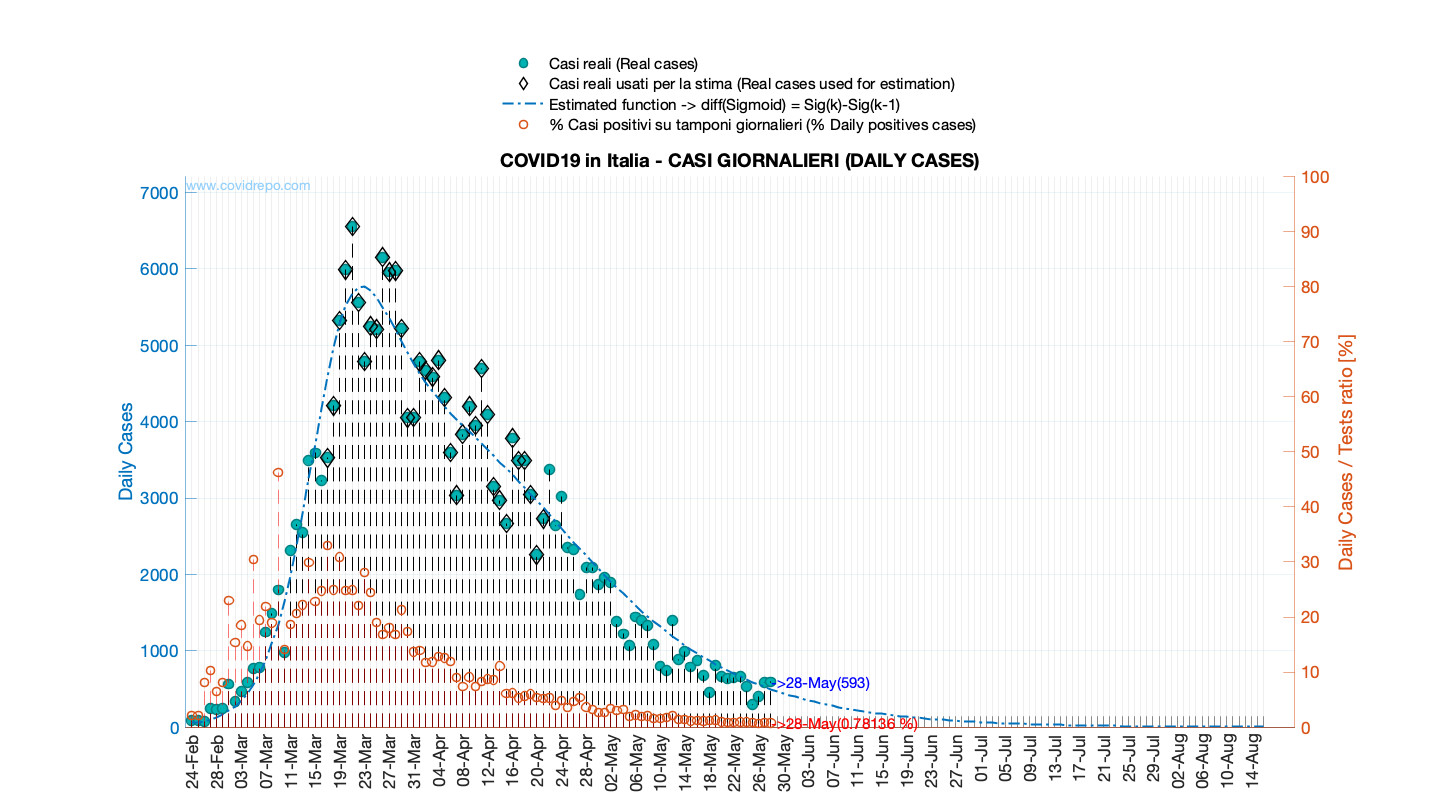 Casi reali (Real cases)
Casi reali usati per la stima (Real cases used for estimation)
Estimated function -> diff(Sigmoid) = Sig(k)-Sig(k-1)
% Casi positivi su tamponi giornalieri (% Daily positives cases)
COVID19 in Italia - CASI GIORNALIERI (DAILY CASES)
www.covidrepo.com
7000
6000
5000
4000
3000
2000
1000
0
Daily Cases
100
90
80
70
60
50
40
30
20
10
0
Daily Cases / Tests ratio [%]
->28-May(593)
->28-May(0.78136 %)
24-Feb
28-Feb
03-Mar
07-Mar
11-Mar
15-Mar
19-Mar
23-Mar
27-Mar
31-Mar
04-Apr
08-Apr
12-Apr
16-Apr
20-Apr
24-Apr
28-Apr
02-May
06-May
10-May
14-May
18-May
22-May
26-May
30-May
03-Jun
07-Jun
11-Jun
15-Jun
19-Jun
23-Jun
27-Jun
01-Jul
05-Jul
09-Jul
13-Jul
17-Jul
21-Jul
25-Jul
29-Jul
02-Aug
06-Aug
10-Aug
14-Aug